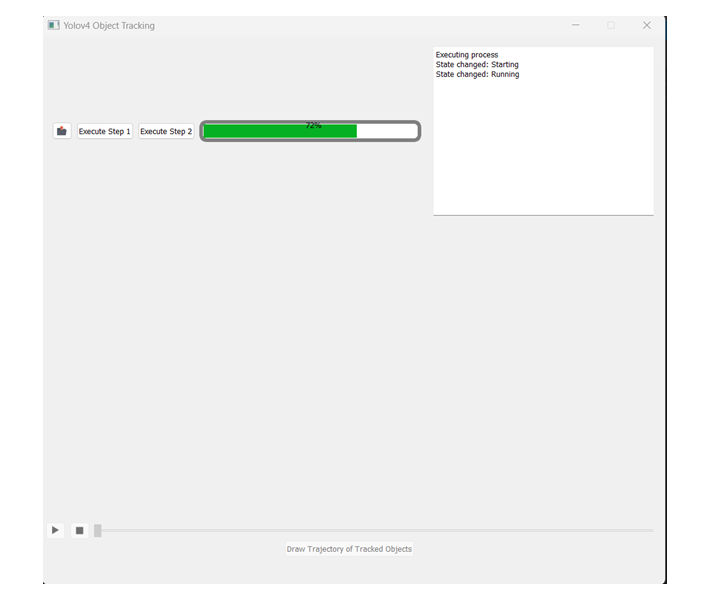 Yolov4 Object Tracking
Executing process
State changed: Starting
State changed: Running
Execute Step 1
Execute Step 2
72%
Draw Trajectory of Tracked Objects